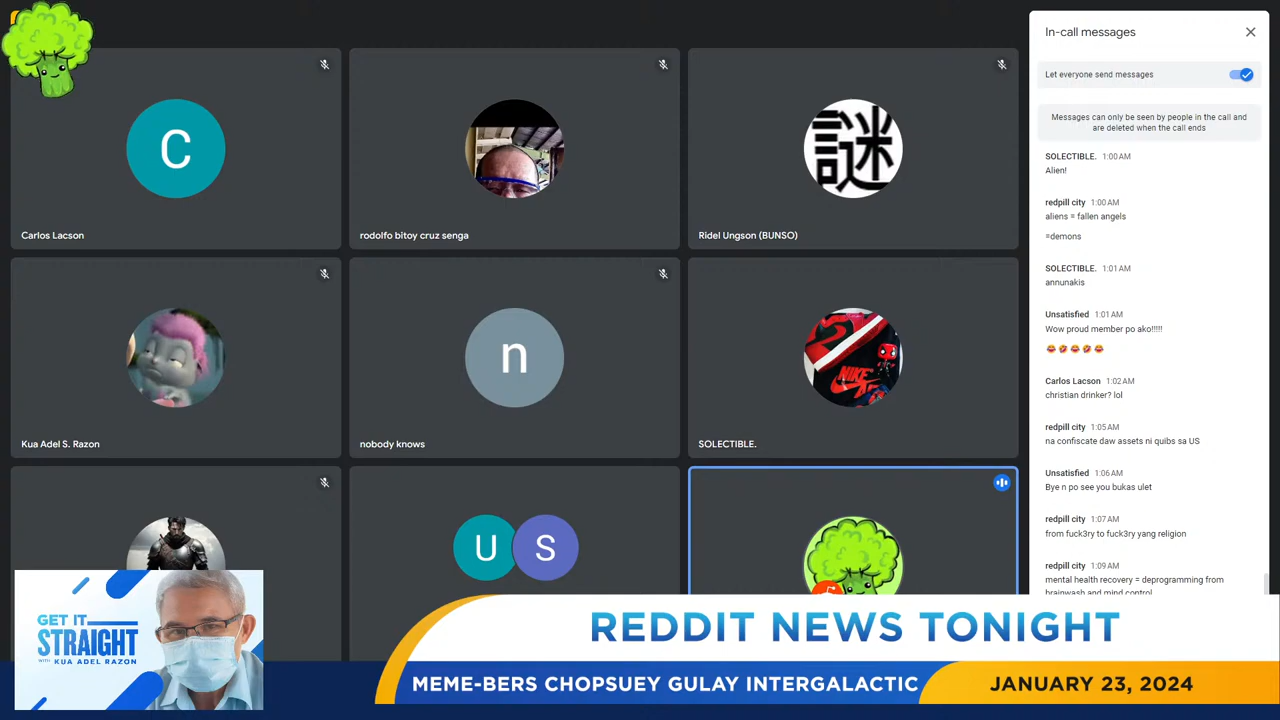 In-call messages
Let everyone send messages
Messages can only be seen by people in the call and
are deleted when the call ends
C
Carlos Lacson
rodolfo bitoy cruz senga
謎
Ridel Ungson (BUNSO)
Kua Adel S. Razon
n
nobody knows
NIKE
SOLECTIBLE.
U
S
SOLECTIBLE. 1:00 AM
Alien!
redpill city 1:00 AM
aliens = fallen angels
=demons
SOLECTIBLE. 1:01 AM
annunakis
Unsatisfied 1:01 AM
Wow proud member po ako!!!!!
😂🤣😂🤣😂
Carlos Lacson 1:02 AM
christian drinker? lol
redpill city 1:05 AM
na confiscate daw assets ni quibs sa US
Unsatisfied 1:06 AM
Bye n po see you bukas ulet
redpill city 1:07 AM
from fuck3ry to fuck3ry yang religion
redpill city 1:09 AM
mental health recovery = deprogramming from
brainwash and mind control
GET IT
STRAIGHT
WITH KUA ADEL RAZON
REDDIT NEWS TONIGHT
MEME-BERS CHOPSUEY GULAY INTERGALACTIC
JANUARY 23, 2024